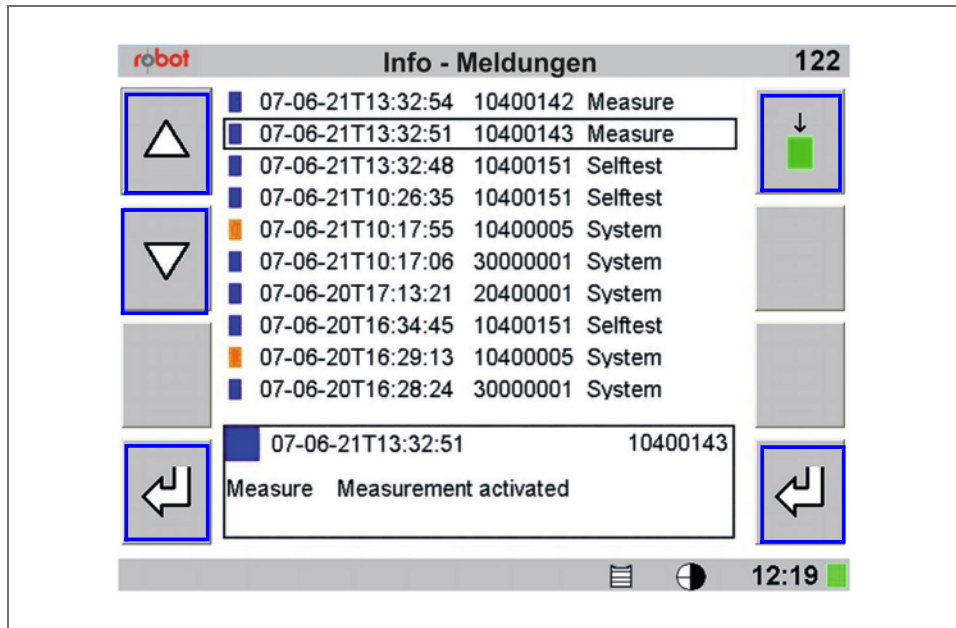 robot Info - Meldungen 122
07-06-21T13:32:54 10400142 Measure
07-06-21T13:32:51 10400143 Measure
07-06-21T13:32:48 10400151 Selftest
07-06-21T10:26:35 10400151 Selftest
07-06-21T10:17:55 10400005 System
07-06-21T10:17:06 30000001 System
07-06-20T17:13:21 20400001 System
07-06-20T16:34:45 10400151 Selftest
07-06-20T16:29:13 10400005 System
07-06-20T16:28:24 30000001 System
07-06-21T13:32:51 10400143
Measure Measurement activated
12:19